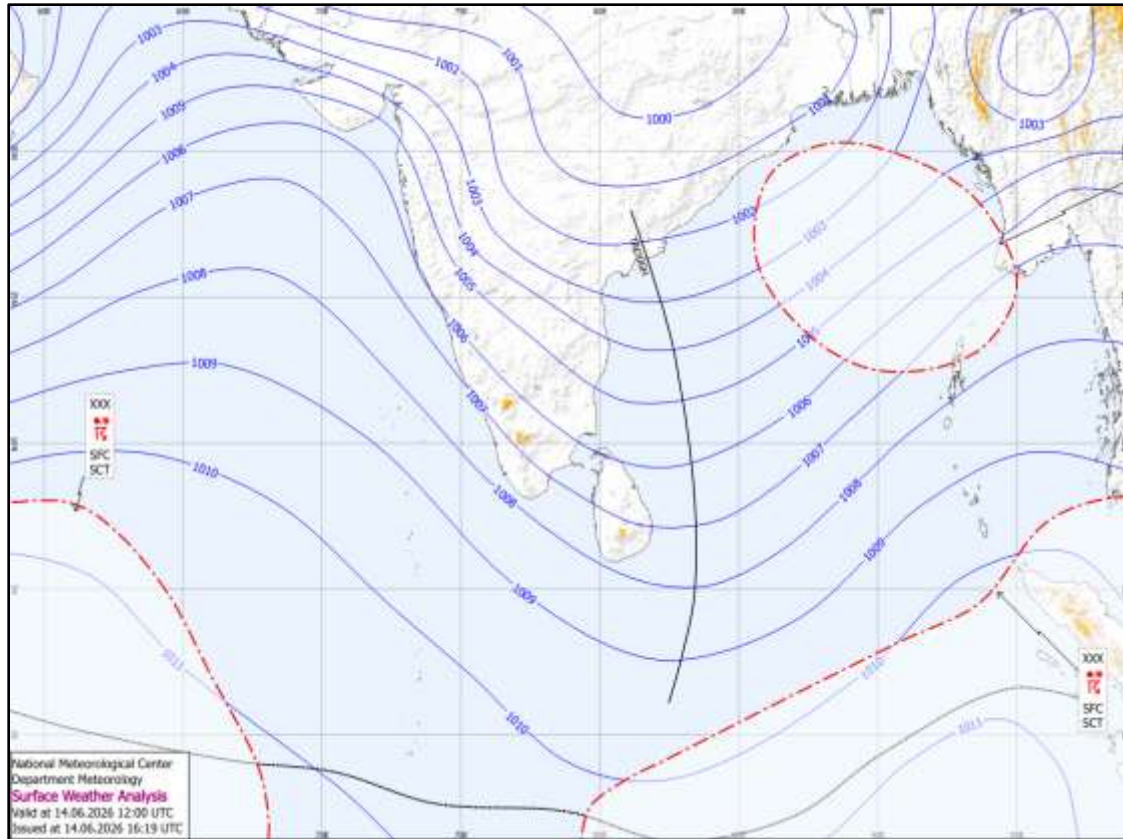 1003
1004
1005
1006
1007
1008
1009
1010
1011
1002
1001
1000
1003
1002
1003
1004
1005
1006
1007
1008
1009
1010
1003
1004
1005
1006
1007
1008
1009
1010
1011
XXX
SFC
SCT
XXX
SFC
SCT
National Meteorological Center
Department Meteorology
Surface Weather Analysis
Valid at 14.06.2026 12:00 UTC
Issued at 14.06.2026 16:19 UTC